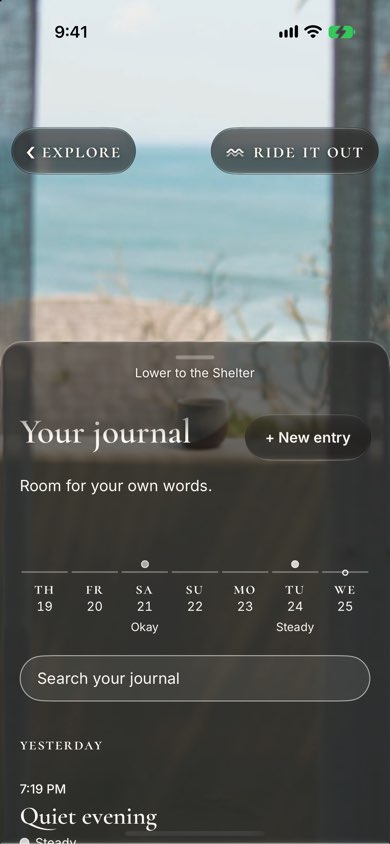 9:41
EXPLORE
RIDE IT OUT
Lower to the Shelter
Your journal
+ New entry
Room for your own words.
TH FR SA SU MO TU WE
19 20 21 22 23 24 25
Okay Steady
Search your journal
YESTERDAY
7:19 PM
Quiet evening
Steady